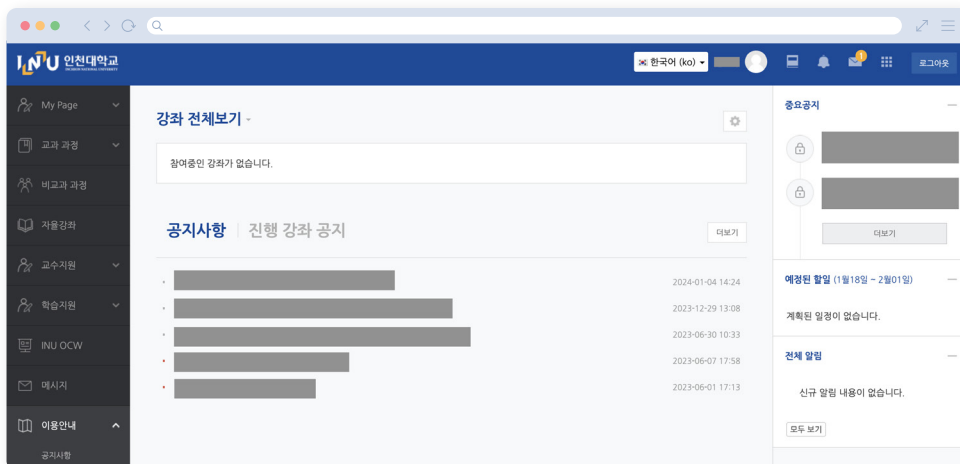 INU 인천대학교
한국어 (ko)
1
로그아웃
My Page
교과 과정
비교과 과정
자율강좌
교수지원
학습지원
INU OCW
메시지
이용안내
공지사항
강좌 전체보기
참여중인 강좌가 없습니다.
공지사항 진행 강좌 공지
더보기
2024-01-04 14:24
2023-12-29 13:08
2023-06-30 10:33
2023-06-07 17:58
2023-06-01 17:13
중요공지
더보기
예정된 할일 (1월18일 ~ 2월01일)
계획된 일정이 없습니다.
전체 알림
신규 알림 내용이 없습니다.
모두 보기